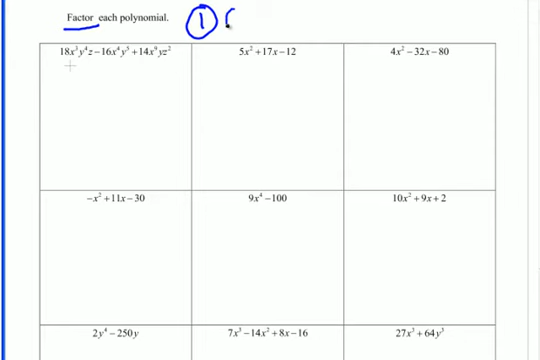 Factor each polynomial. ① (
18x³y⁴z − 16x⁴y⁵ + 14x⁹yz² 5x² + 17x − 12 4x² − 32x − 80
−x² + 11x − 30 9x⁴ − 100 10x² + 9x + 2
2y⁴ − 250y 7x³ − 14x² + 8x − 16 27x³ + 64y³